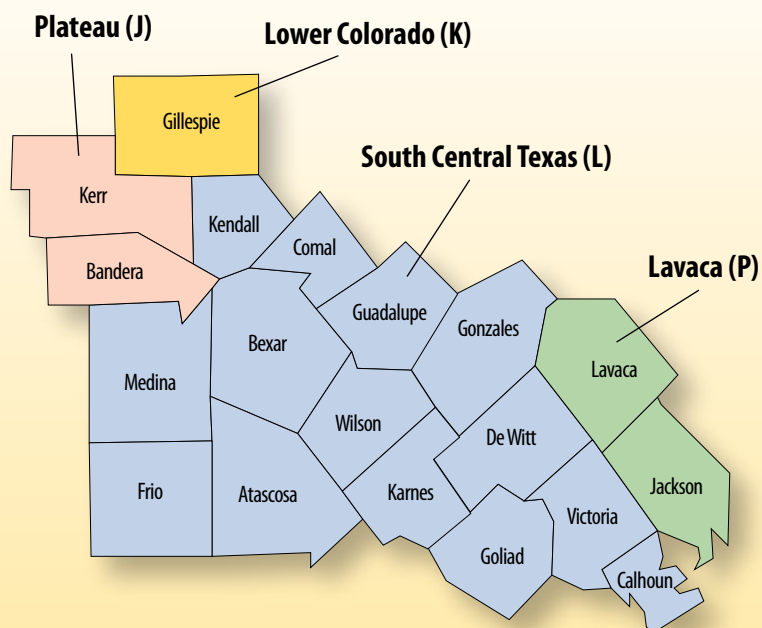 Plateau (J)
Lower Colorado (K)
Gillespie
South Central Texas (L)
Kerr
Kendall
Comal
Lavaca (P)
Bandera
Guadalupe
Gonzales
Bexar
Medina
Lavaca
Wilson
De Witt
Frio
Atascosa
Karnes
Jackson
Victoria
Goliad
Calhoun